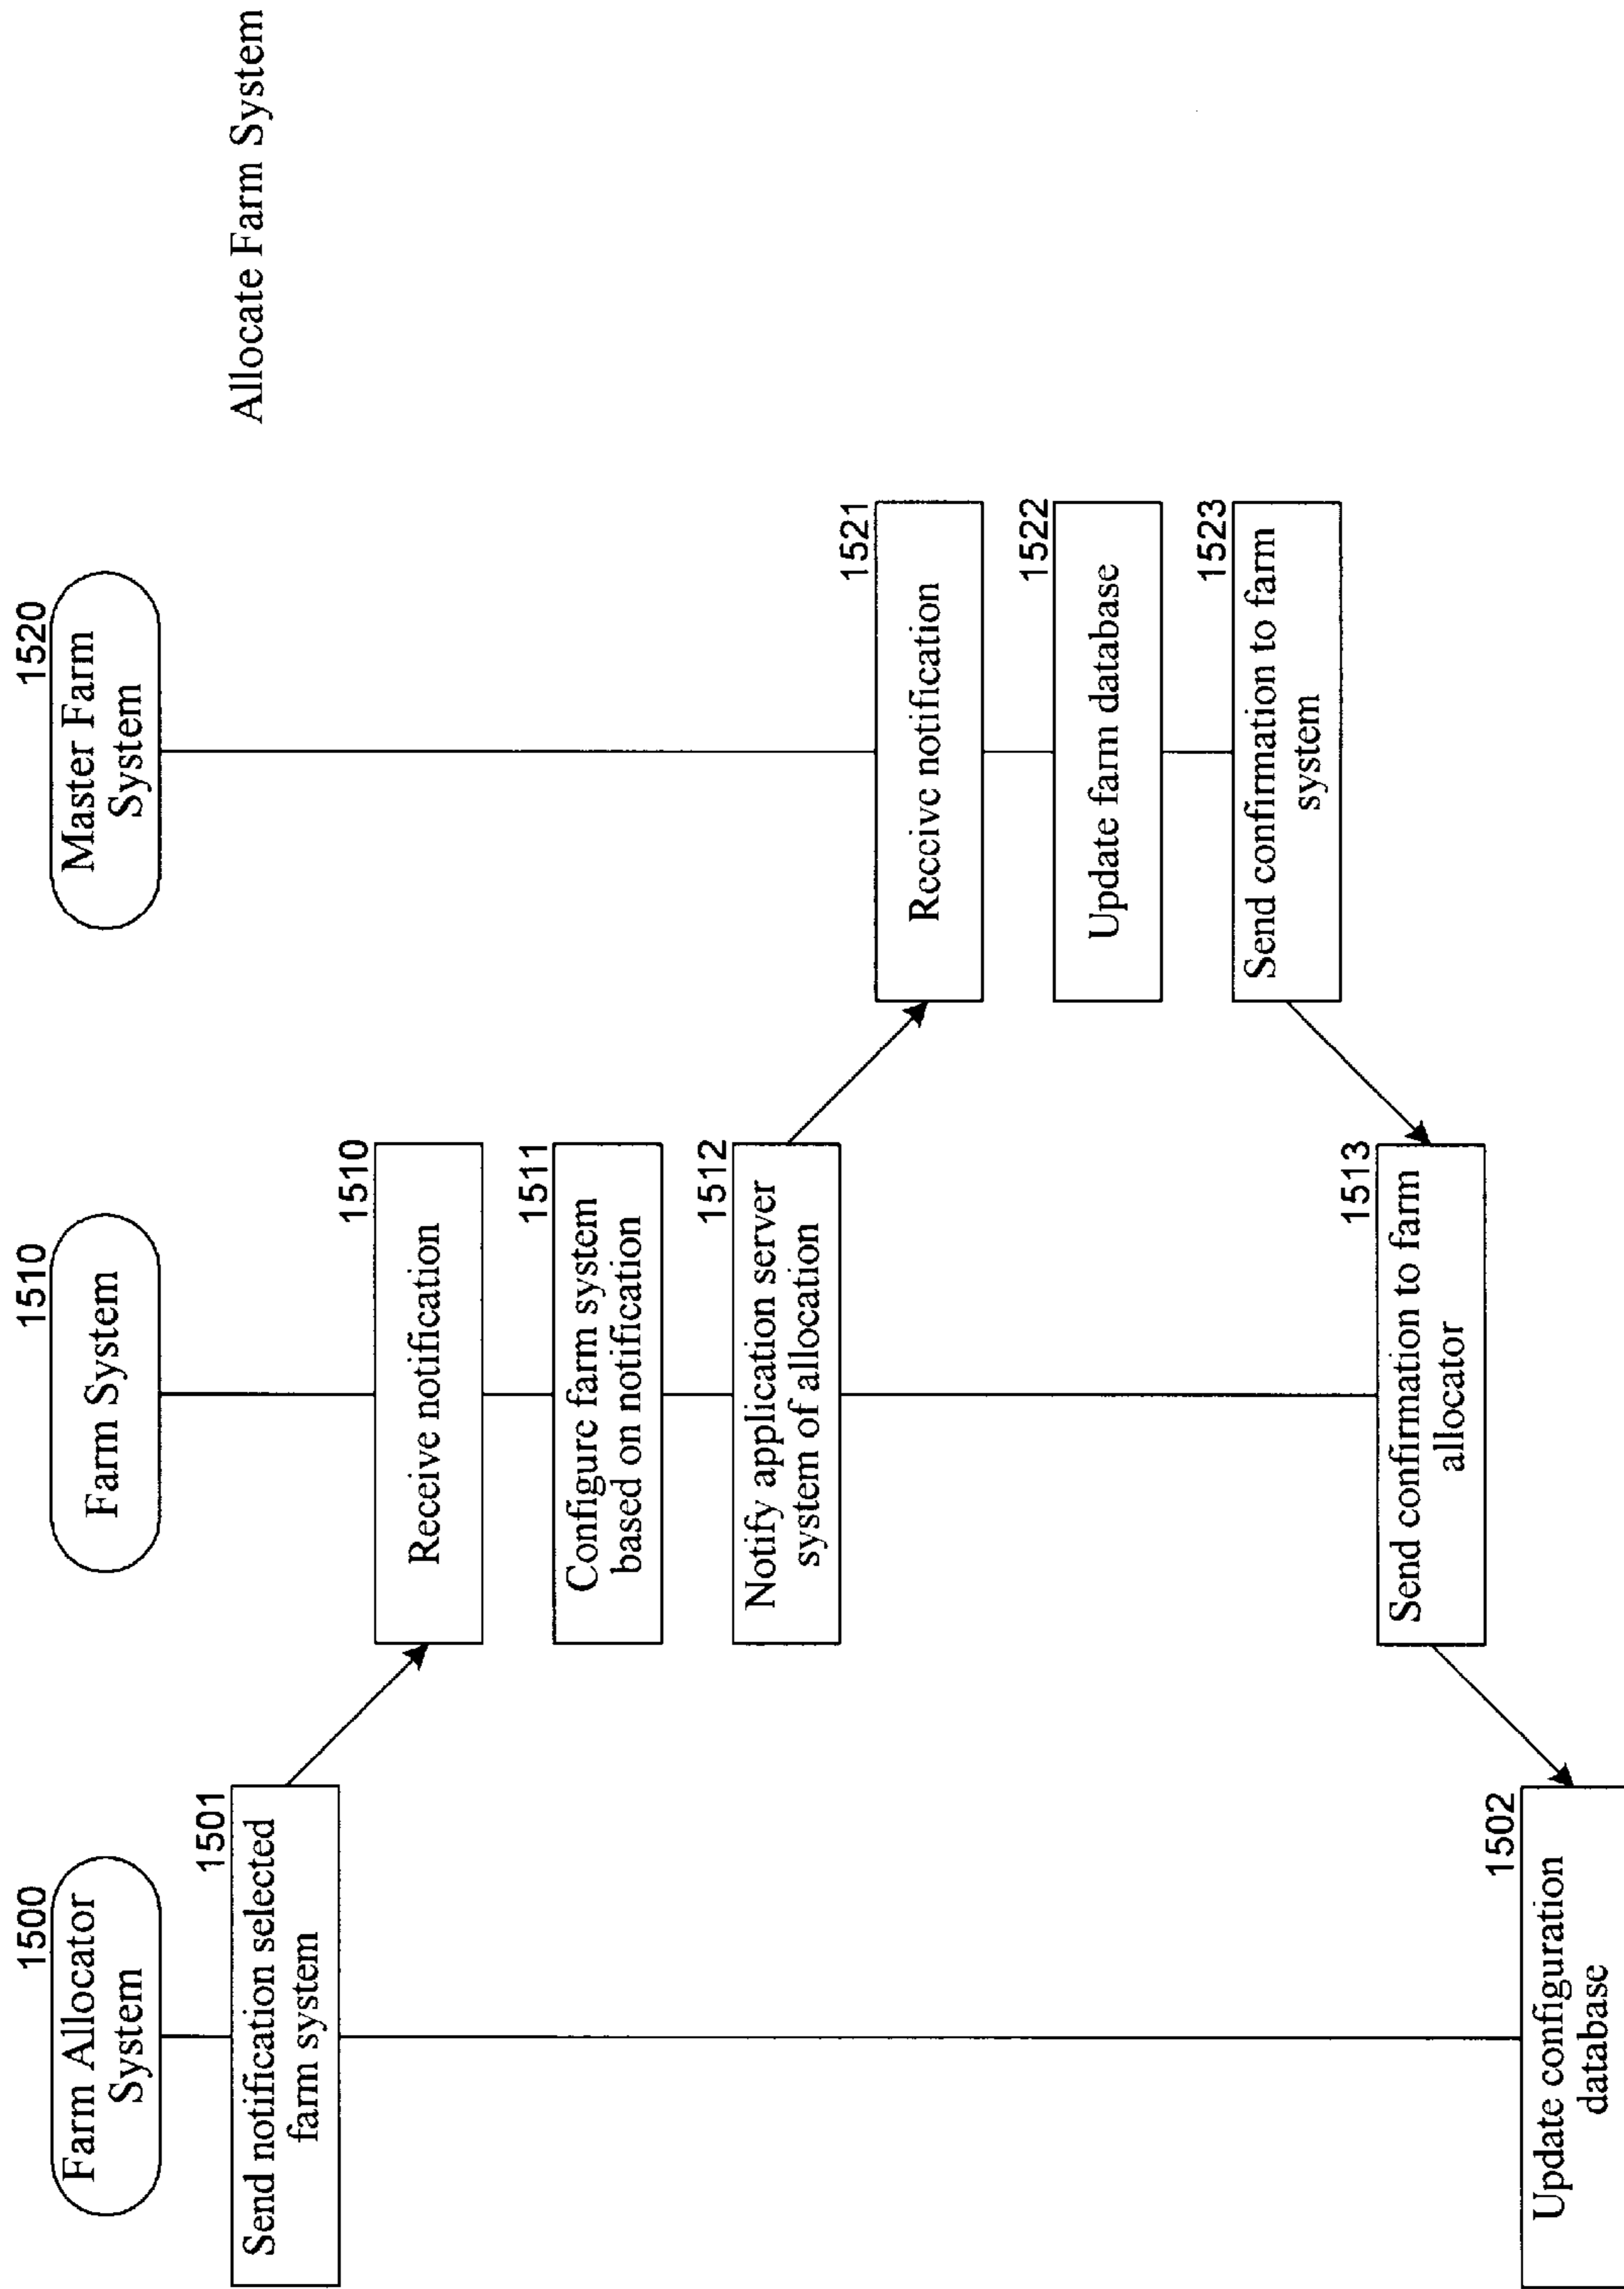 Allocate Farm System
1500
Farm Allocator
System
1501
Send notification selected
farm system
1502
Update configuration
database
1510
Farm System
1510
Receive notification
1511
Configure farm system
based on notification
1512
Notify application server
system of allocation
1513
Send confirmation to farm
allocator
1520
Master Farm
System
1521
Receive notification
1522
Update farm database
1523
Send confirmation to farm
system